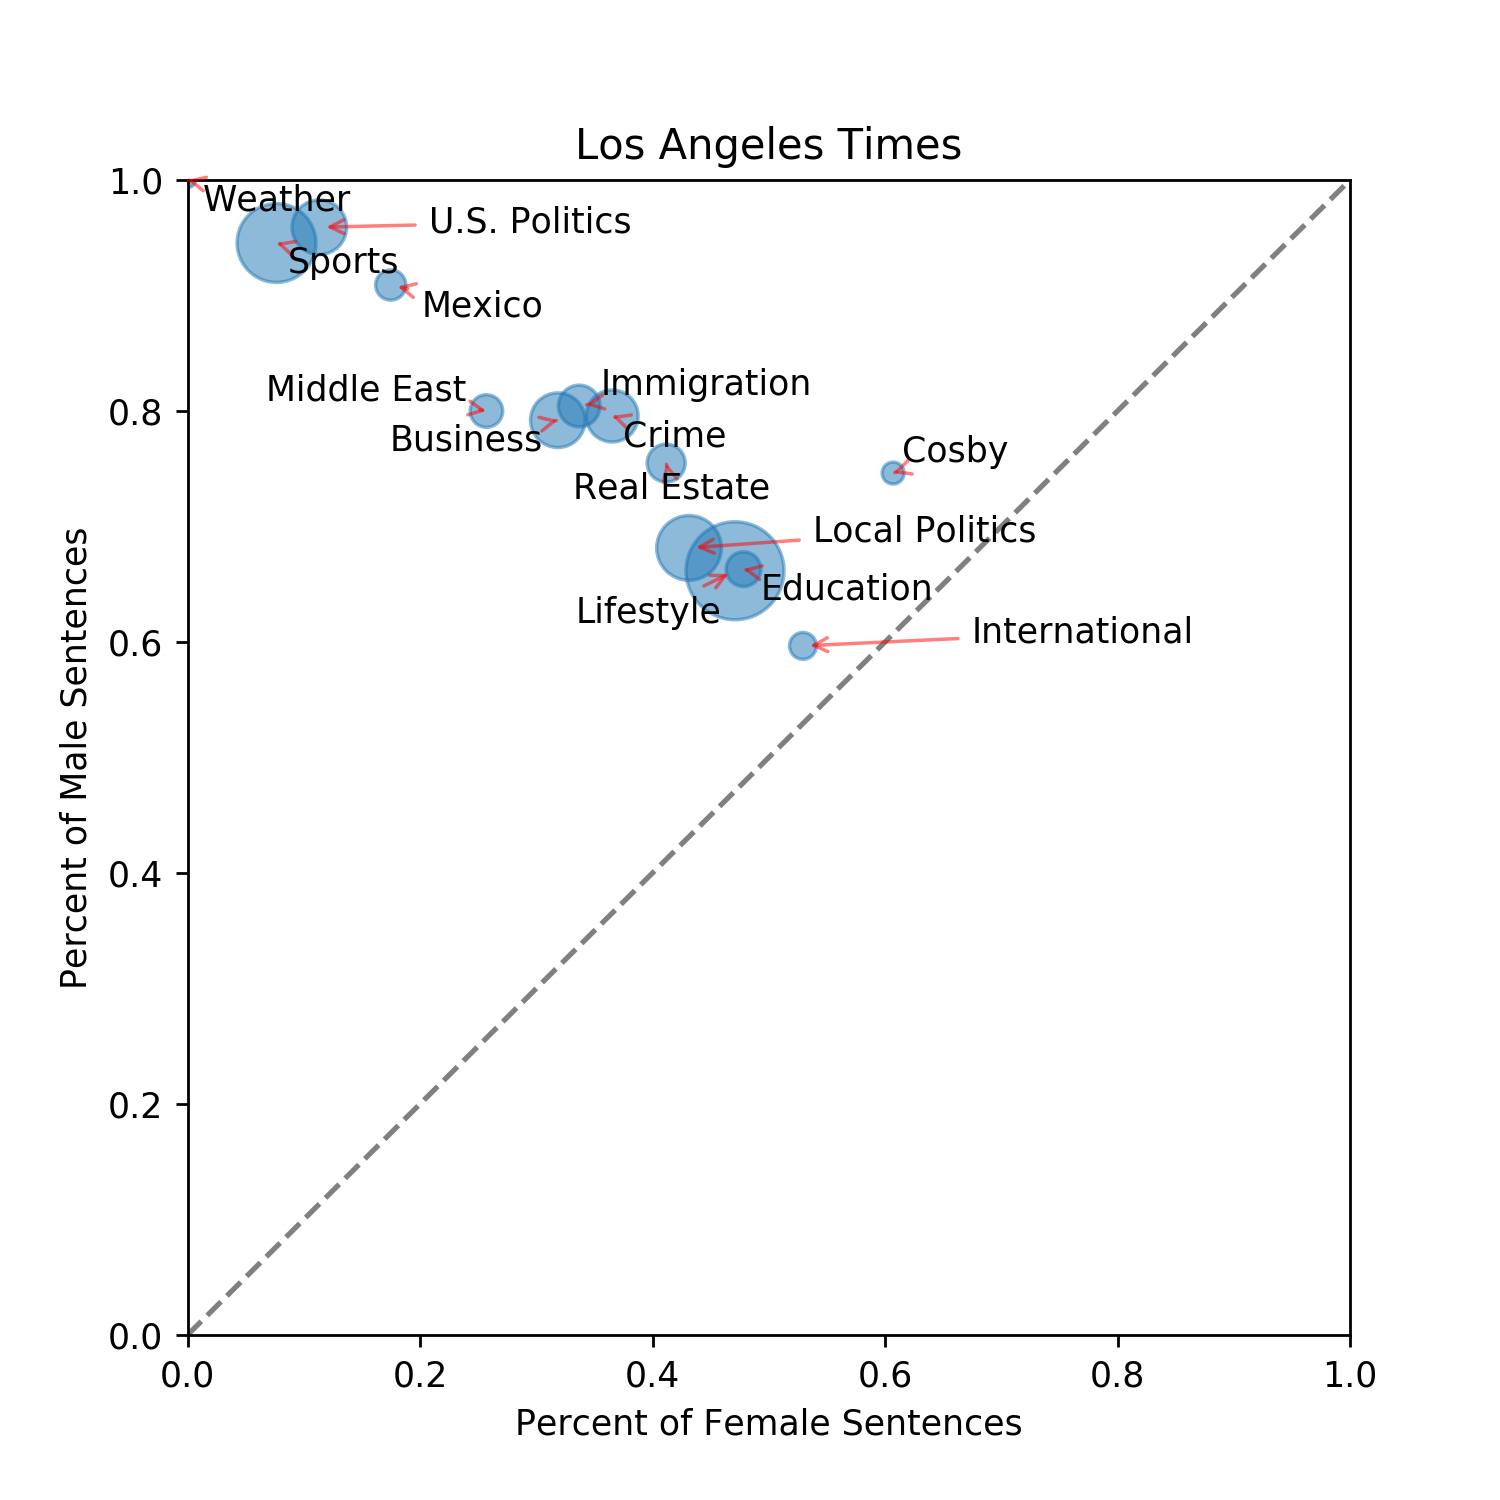 Los Angeles Times
1.0
Weather
U.S. Politics
Sports
Mexico
Middle East
Immigration
0.8
Business
Crime
Cosby
Real Estate
Local Politics
Education
Lifestyle
International
0.6
Percent of Male Sentences
0.4
0.2
0.0
0.0 0.2 0.4 0.6 0.8 1.0
Percent of Female Sentences